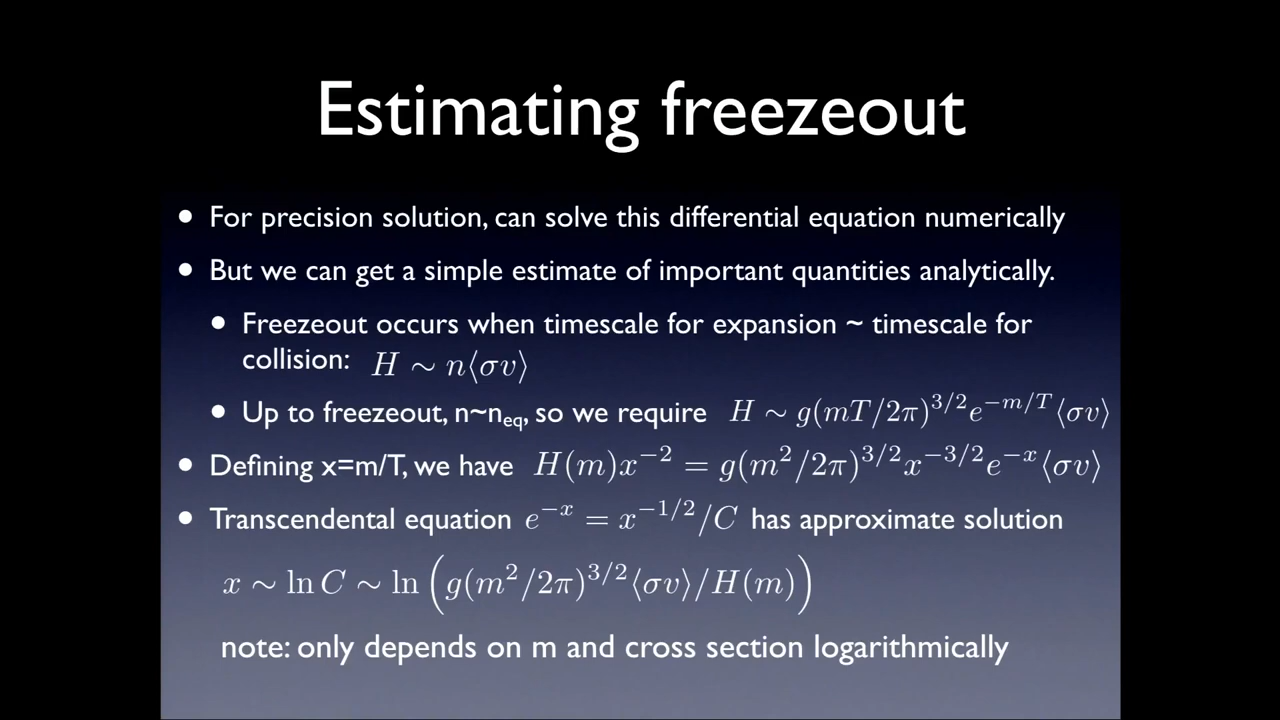 Estimating freezeout
• For precision solution, can solve this differential equation numerically
• But we can get a simple estimate of important quantities analytically.
• Freezeout occurs when timescale for expansion ~ timescale for
collision: H ∼ n⟨σv⟩
• Up to freezeout, n~n_eq, so we require H ∼ g(mT/2π)^{3/2}e^{−m/T}⟨σv⟩
• Defining x=m/T, we have H(m)x^{−2} = g(m^2/2π)^{3/2}x^{−3/2}e^{−x}⟨σv⟩
• Transcendental equation e^{−x} = x^{−1/2}/C has approximate solution
x ∼ ln C ∼ ln (g(m^2/2π)^{3/2}⟨σv⟩/H(m))
note: only depends on m and cross section logarithmically